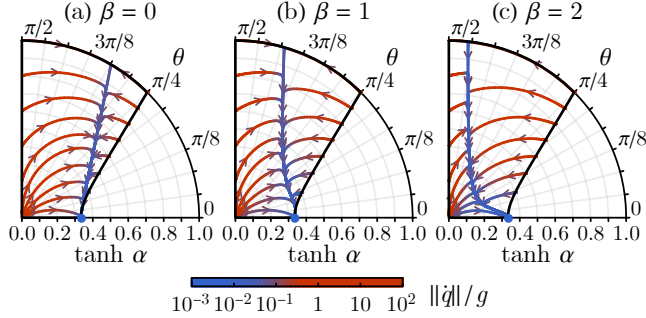 (a) β = 0
(b) β = 1
(c) β = 2
π/2
3π/8
θ
π/4
π/8
0
0.0 0.2 0.4 0.6 0.8 1.0
tanh α
π/2
3π/8
θ
π/4
π/8
0
0.0 0.2 0.4 0.6 0.8 1.0
tanh α
π/2
3π/8
θ
π/4
π/8
0
0.0 0.2 0.4 0.6 0.8 1.0
tanh α
10⁻³ 10⁻² 10⁻¹ 1 10 10²
‖q̇‖/g